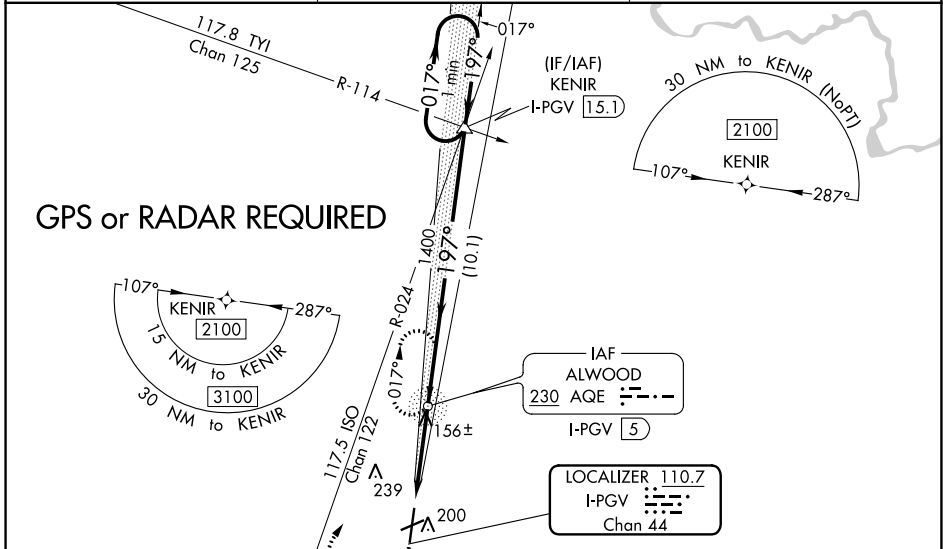 117.8 TYI
Chan 125
R-114
017°
1 min
197°
017°
(IF/IAF)
KENIR
I-PGV 15.1
30 NM to KENIR (NoPT)
2100
KENIR
107°
287°
GPS or RADAR REQUIRED
107°
KENIR
287°
2100
15 NM to KENIR
3100
30 NM to KENIR
1400
197°
(10.1)
R-024
017°
117.5 ISO
Chan 122
IAF
ALWOOD
230 AQE
I-PGV 5
156±
239
200
LOCALIZER 110.7
I-PGV
Chan 44